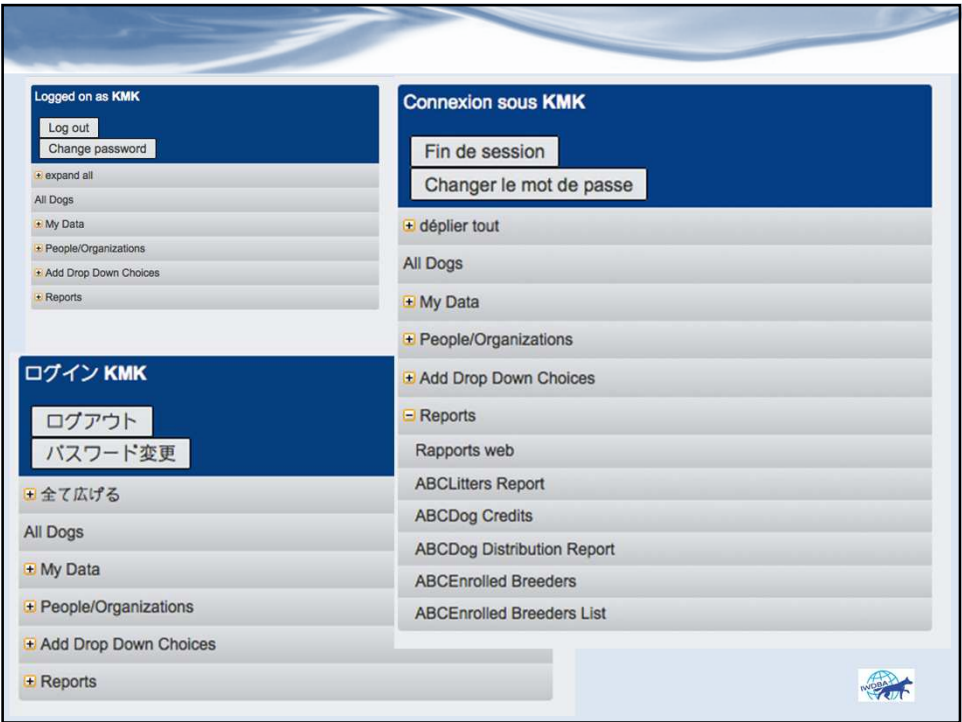 Logged on as KMK
Log out
Change password
expand all
All Dogs
My Data
People/Organizations
Add Drop Down Choices
Reports
Connexion sous KMK
Fin de session
Changer le mot de passe
déplier tout
All Dogs
My Data
People/Organizations
Add Drop Down Choices
Reports
Rapports web
ABCLitters Report
ABCDog Credits
ABCDog Distribution Report
ABCEnrolled Breeders
ABCEnrolled Breeders List
ログイン KMK
ログアウト
パスワード変更
全て広げる
All Dogs
My Data
People/Organizations
Add Drop Down Choices
Reports
IWDBA